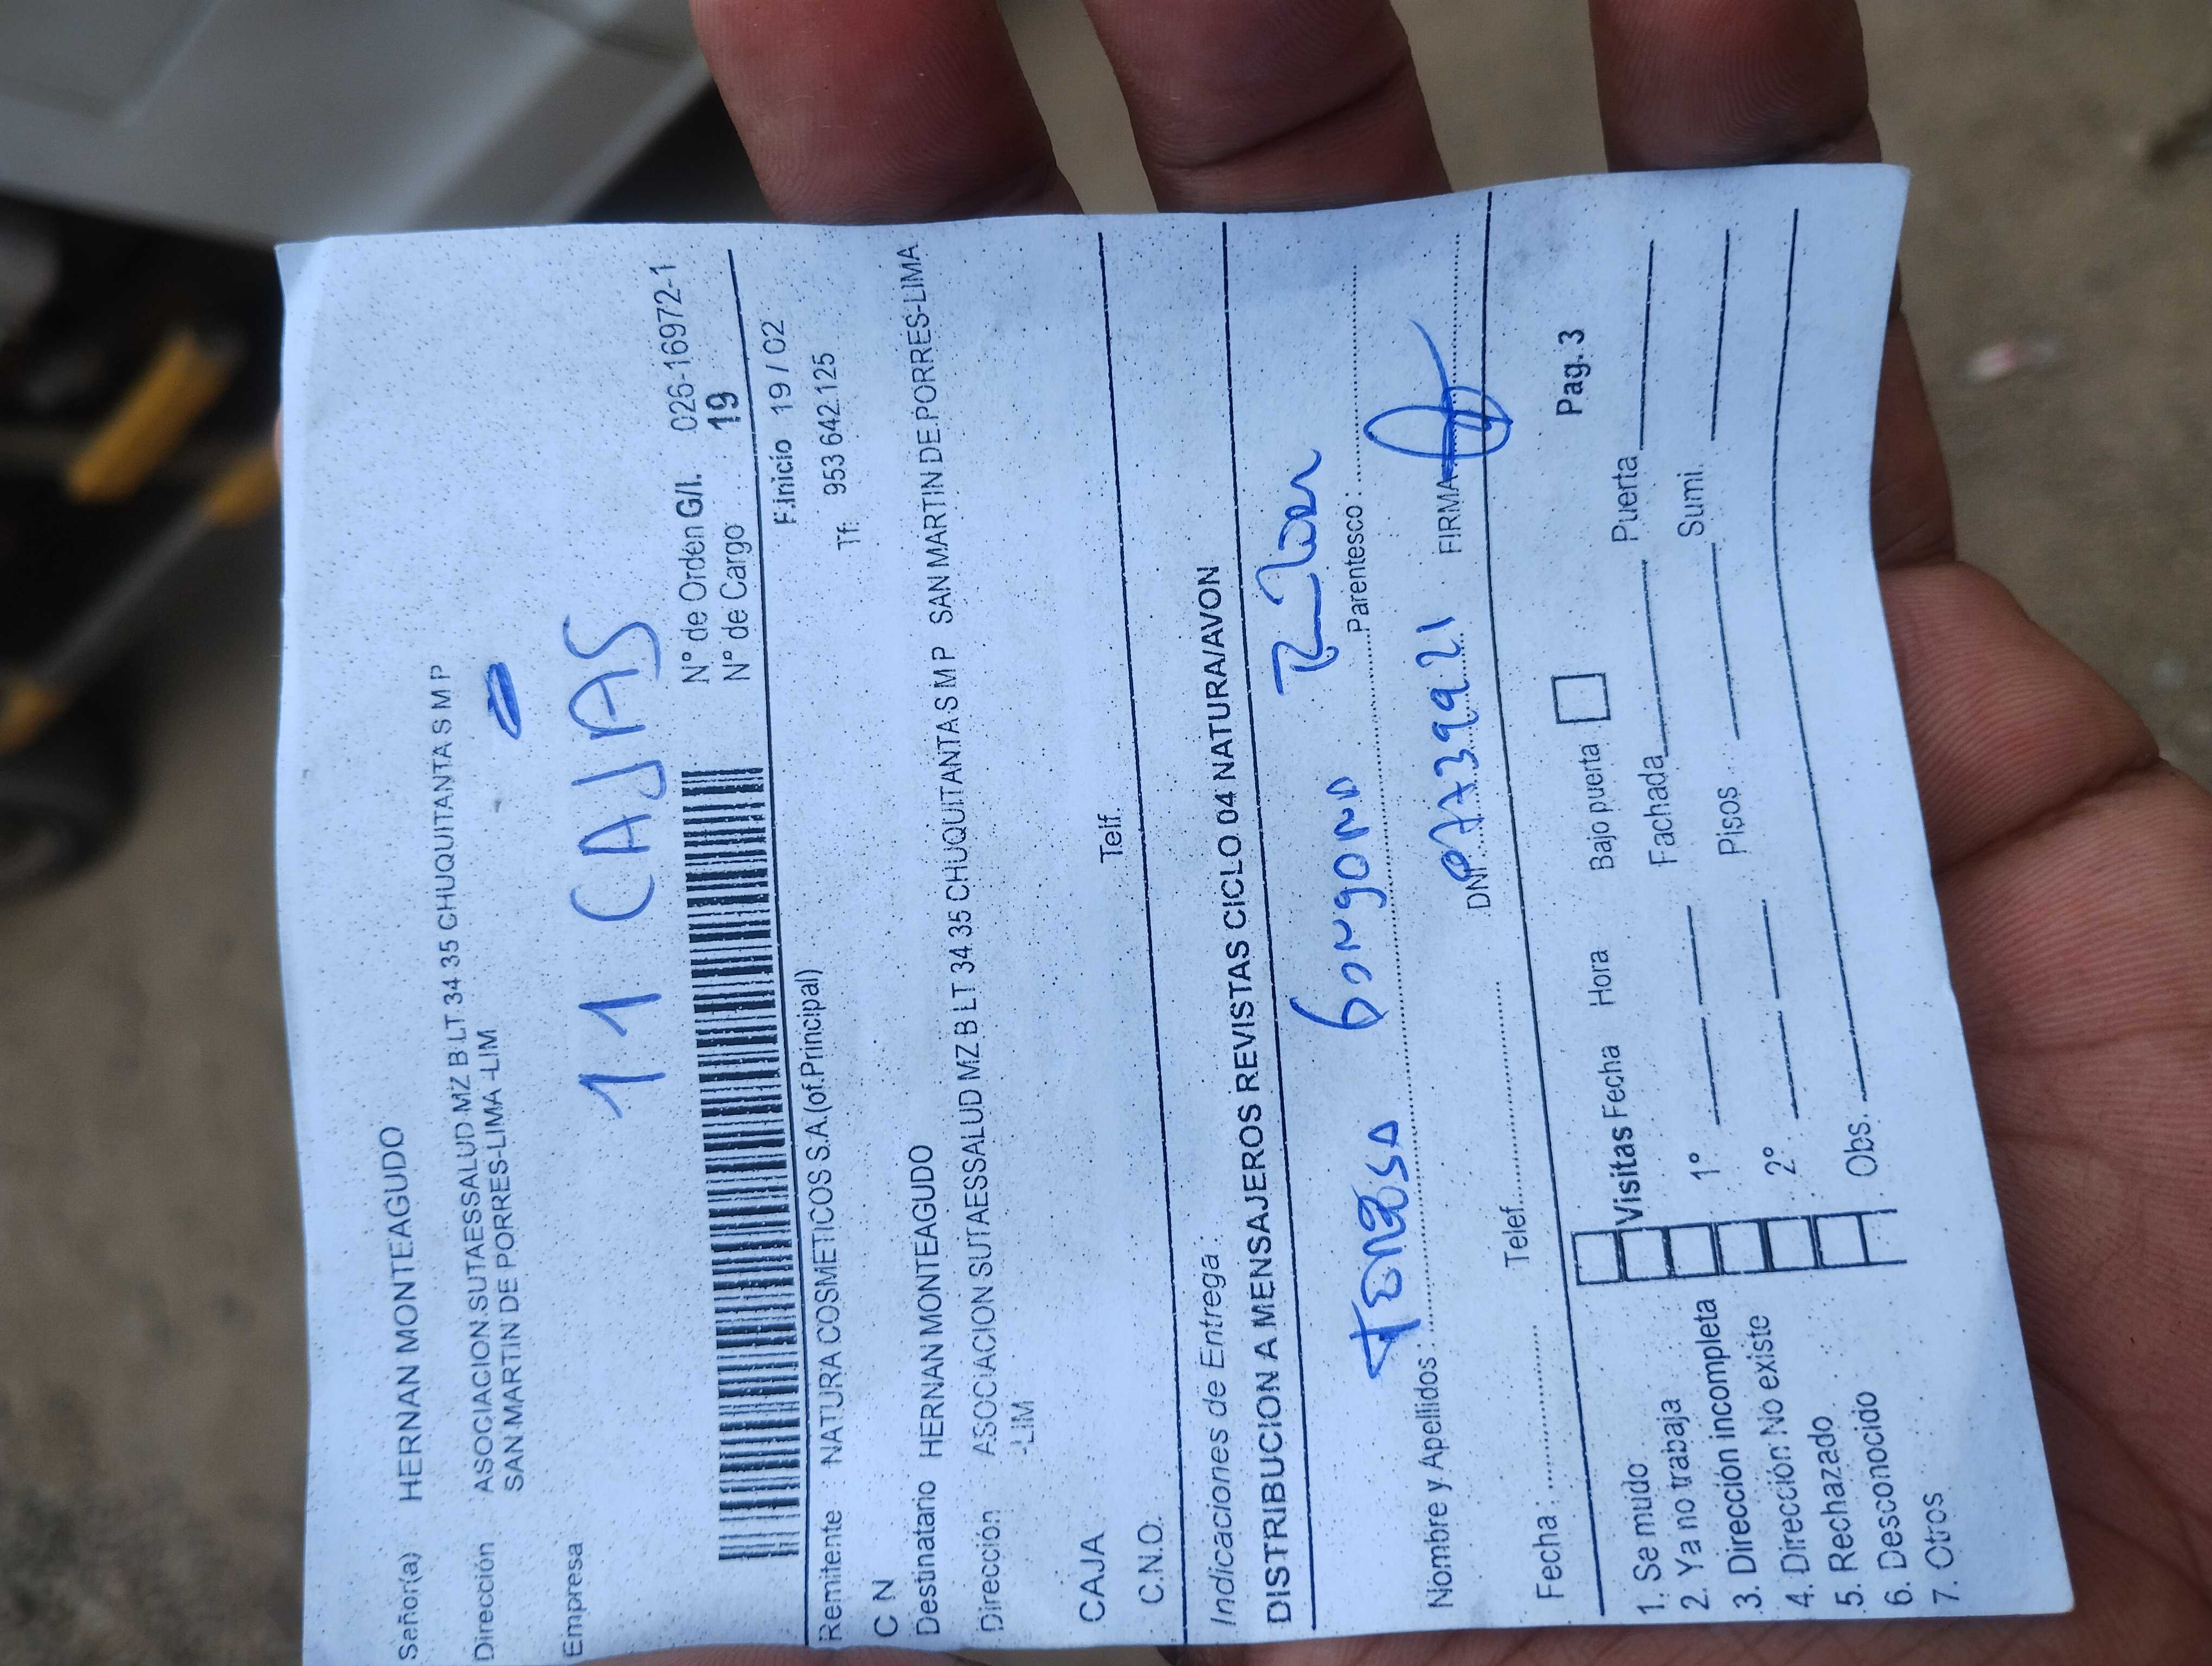 Señor(a) HERNAN MONTEAGUDO
Dirección ASOCIACION SUTAESSALUD MZ B LT 34 35 CHUQUITANTA S M P
SAN MARTIN DE PORRES-LIMA -LIM
Empresa
11 CAJAS
N° de Orden G/I. 026-16972-1
N° de Cargo 19
Remitente NATURA COSMETICOS S.A.(of.Principal) F.inicio 19 / 02
C N Tf: 953 642 125
Destinatario HERNAN MONTEAGUDO
Dirección ASOCIACION SUTAESSALUD MZ B LT 34 35 CHUQUITANTA S M P SAN MARTIN DE PORRES-LIMA
-LIM
CAJA Telf.
C.N.O.
Indicaciones de Entrega :
DISTRIBUCION A MENSAJEROS REVISTAS CICLO 04 NATURA/AVON
Nombre y Apellidos : Parentesco :
Fecha : Telef. DNI FIRMA
Pag. 3
1. Se mudo Visitas Fecha Hora Bajo puerta
2. Ya no trabaja Fachada Puerta
3. Dirección incompleta 1°
4. Dirección No existe Pisos Sumi.
5. Rechazado 2°
6. Desconocido Obs.
7. Otros